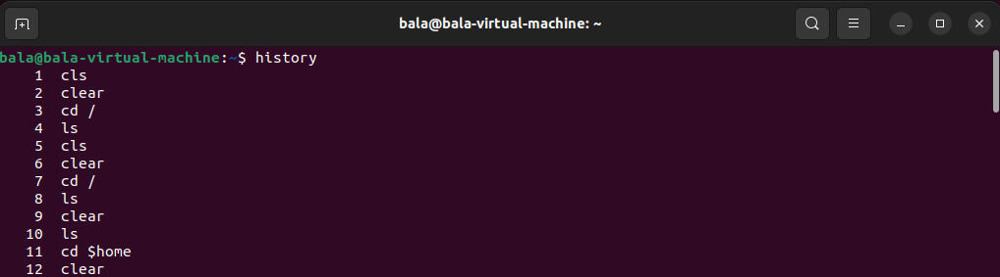 bala@bala-virtual-machine: ~
bala@bala-virtual-machine:~$ history
1 cls
2 clear
3 cd /
4 ls
5 cls
6 clear
7 cd /
8 ls
9 clear
10 ls
11 cd $home
12 clear